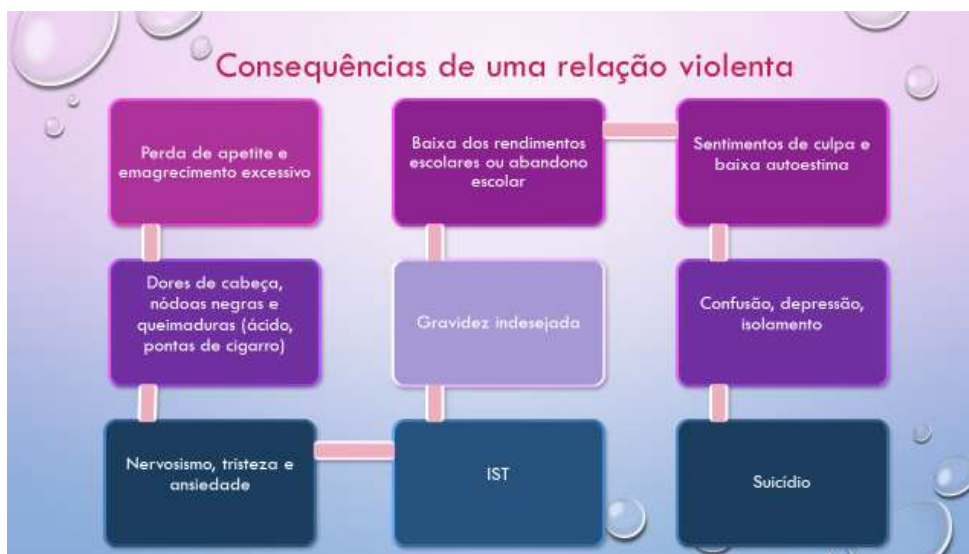 Consequências de uma relação violenta
Perda de apetite e
emagrecimento excessivo
Dores de cabeça,
nódoas negras e
queimaduras (ácido,
pontas de cigarro)
Nervosismo, tristeza e
ansiedade
IST
Gravidez indesejada
Baixa dos rendimentos
escolares ou abandono
escolar
Sentimentos de culpa e
baixa autoestima
Confusão, depressão,
isolamento
Suicídio